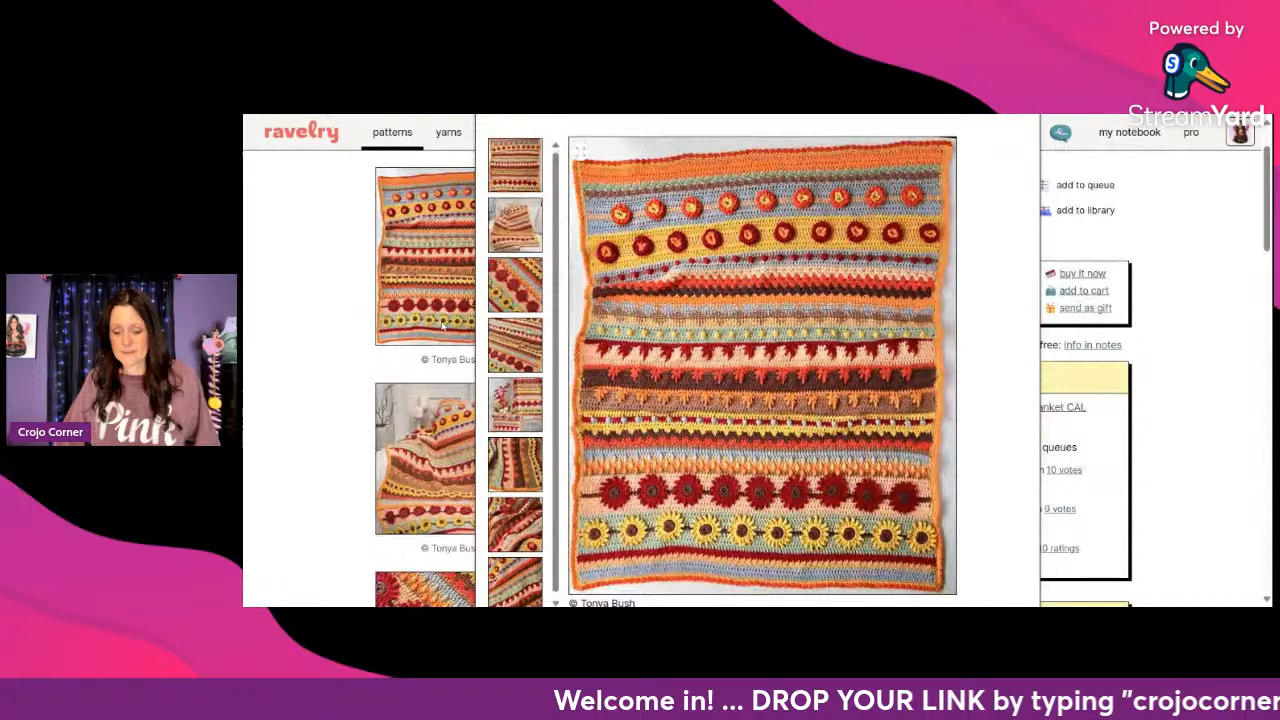 Powered by
StreamYard
ravelry
patterns
yarns
my notebook
pro
add to queue
add to library
buy it now
add to cart
send as gift
free: info in notes
anket CAL
queues
10 votes
9 votes
0 ratings
© Tonya Bus
© Tonya Bus
© Tonya Bush
Pink
Crojo Corner
Welcome in! ... DROP YOUR LINK by typing "crojocorner